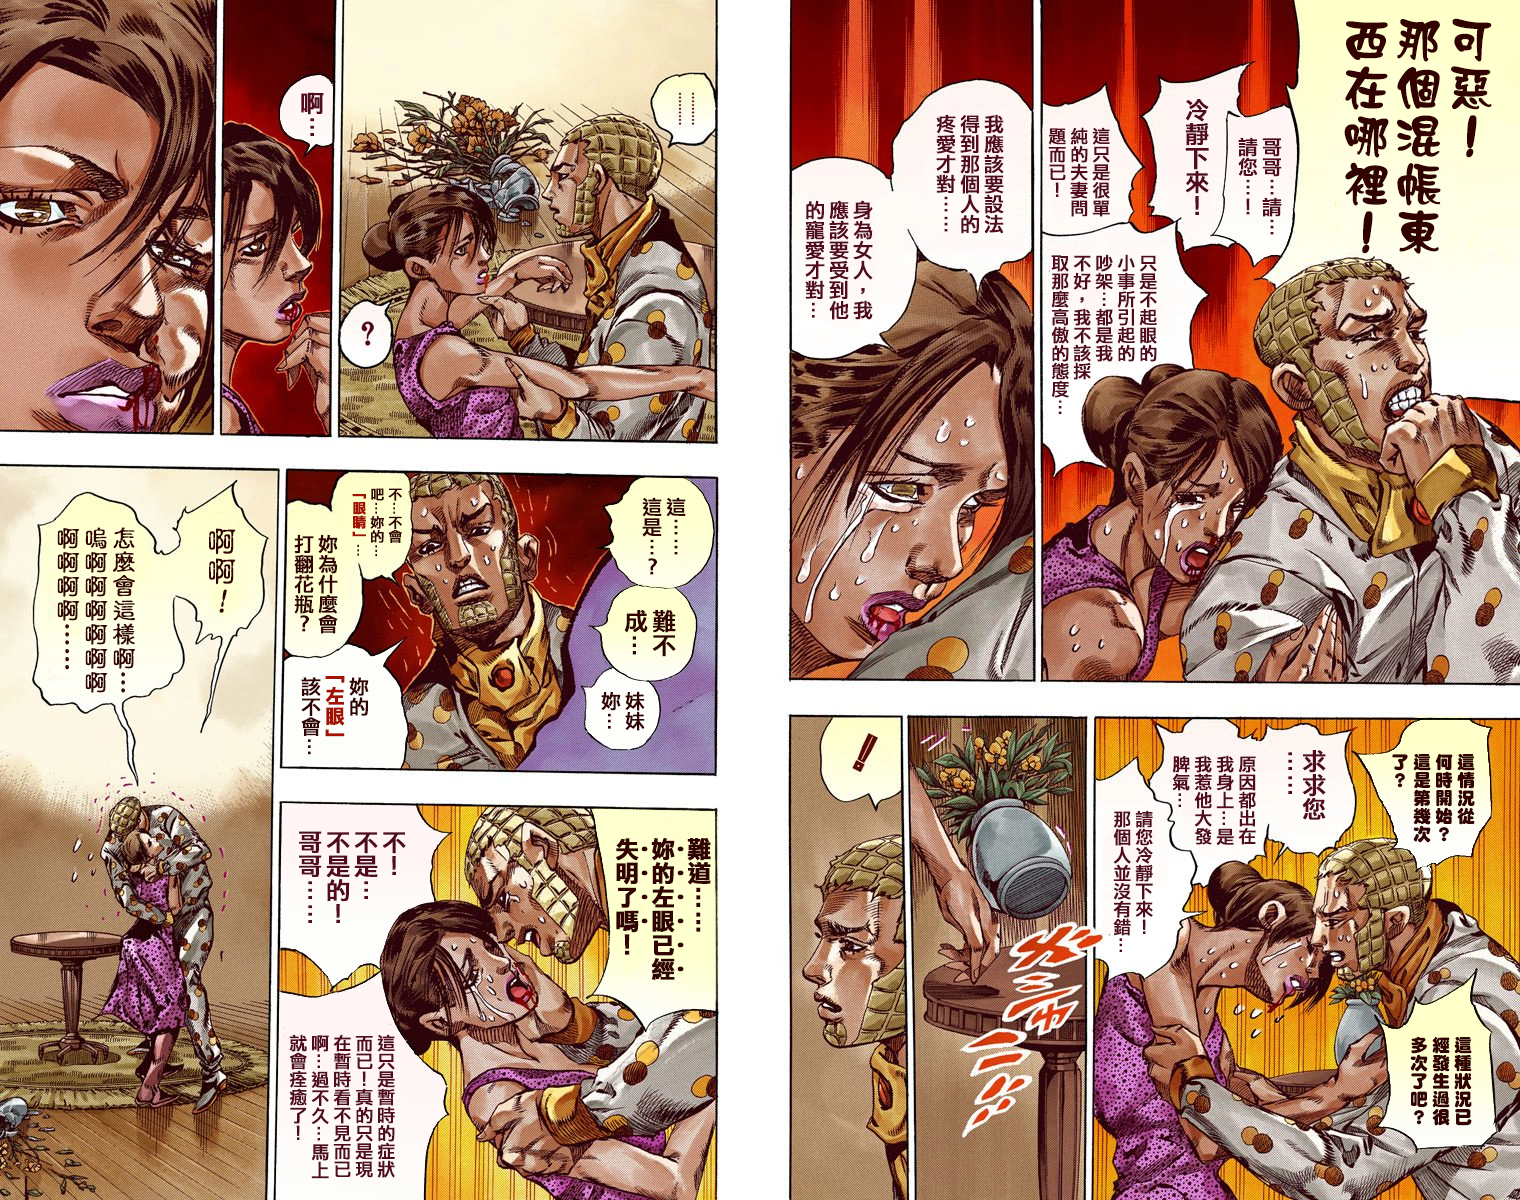 可惡！
那個混帳東
西在哪裡！
哥哥…請…
請您…！
冷靜下來！
這只是很單
純的夫妻問
題而已！
只是不起眼的
小事所引起的
吵架…都是我
不好，我不該採
取那麼高傲的態度…
我應該要設法
得到那個人的
疼愛才對……
身為女人，我
應該要受到他
的寵愛才對…
這情況從
何時開始？
這是第幾次
了？
求求您
……
原因都出在
我身上…是
我惹他大發
脾氣…
請您冷靜下來！
那個人並沒有錯…
這種狀況已
經發生過很
多次了吧？
！
……
？
啊…
這……
這是…？
難不
成…
妹妹
妳…
不…不會
吧…妳的…
「眼睛」…
妳為什麼會
打翻花瓶？
妳的
「左眼」
該不會…
難道……
妳的左眼已經
失明了嗎！
不！
不是…
不是的！
哥哥……
這只是暫時的症狀
而已！真的只是現
在暫時看不見而已
啊…過不久…馬上
就會痊癒了！
啊啊！
怎麼會這樣啊…
嗚啊啊啊啊啊啊
啊啊啊啊……